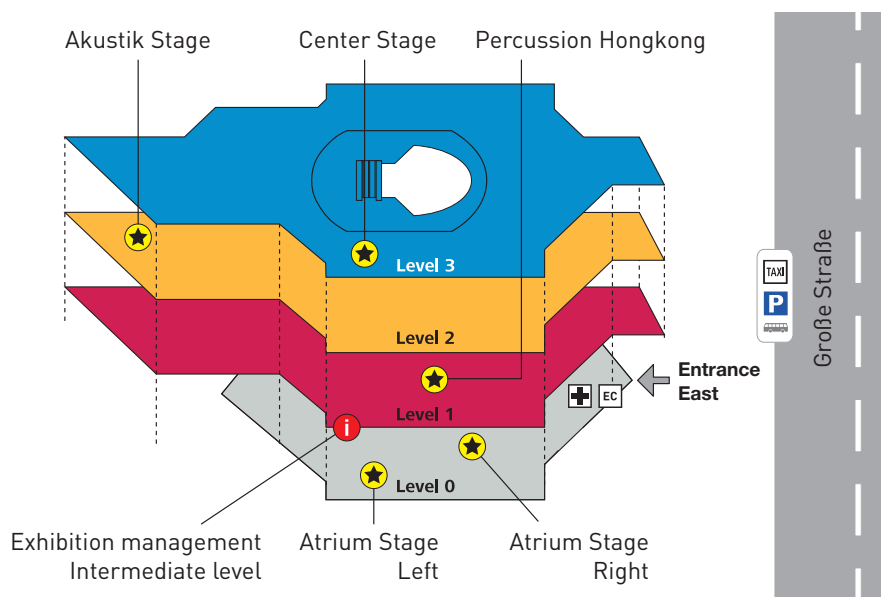 Akustik Stage
Center Stage
Percussion Hongkong
Level 3
TAXI
P
Große Straße
Level 2
Entrance
East
EC
Level 1
i
Level 0
Exhibition management
Intermediate level
Atrium Stage
Left
Atrium Stage
Right